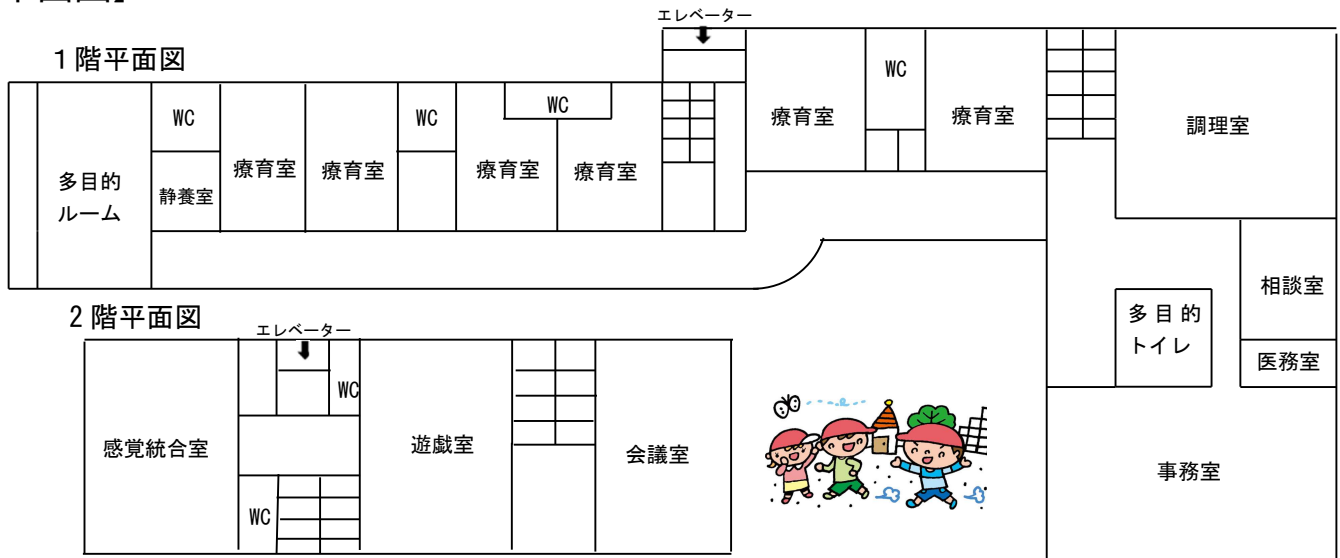 エレベーター
1階平面図
WC
WC
WC
WC
療育室
療育室
調理室
多目的
ルーム
静養室
療育室
療育室
療育室
療育室
相談室
多目的
トイレ
医務室
事務室
2階平面図
エレベーター
WC
感覚統合室
遊戯室
会議室
WC